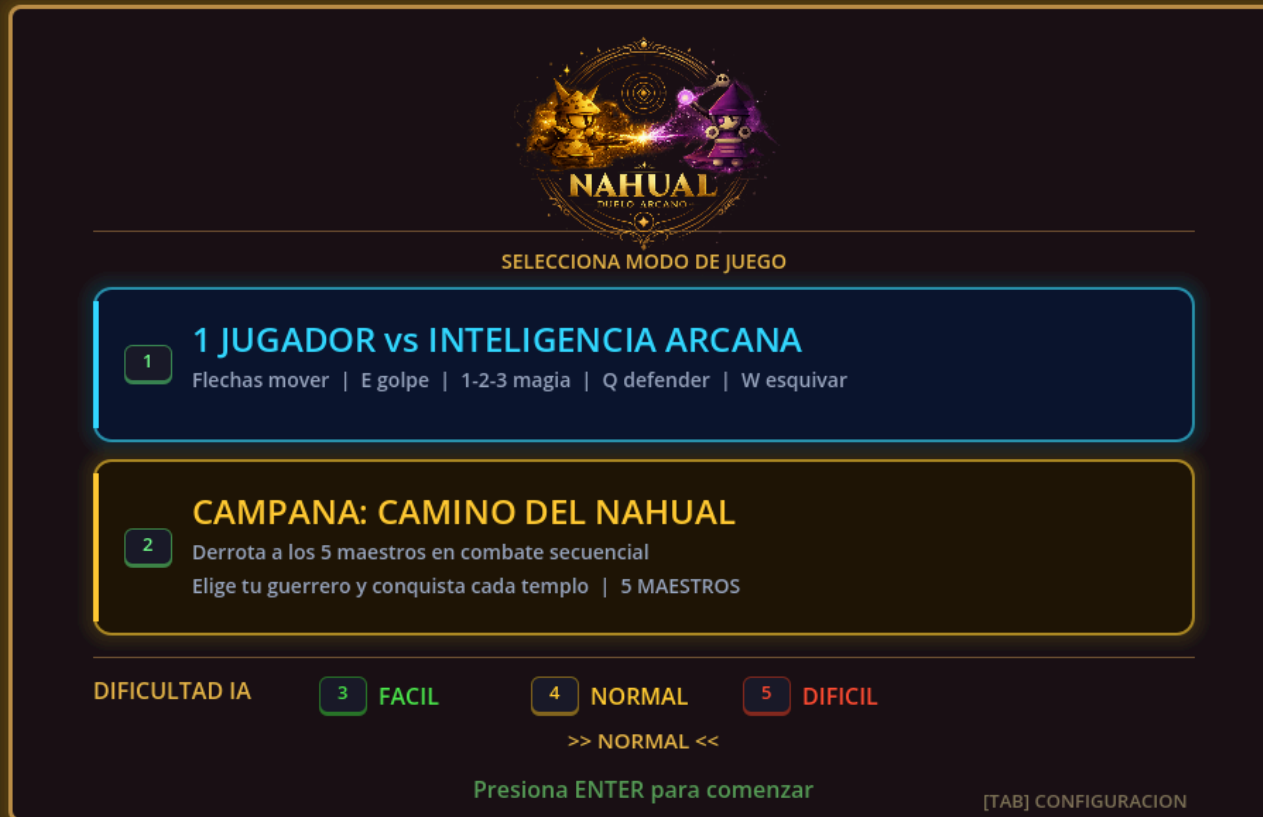 NAHUAL
DUELO ARCANO
SELECCIONA MODO DE JUEGO
1
1 JUGADOR vs INTELIGENCIA ARCANA
Flechas mover | E golpe | 1-2-3 magia | Q defender | W esquivar
2
CAMPANA: CAMINO DEL NAHUAL
Derrota a los 5 maestros en combate secuencial
Elige tu guerrero y conquista cada templo | 5 MAESTROS
DIFICULTAD IA 3 FACIL 4 NORMAL 5 DIFICIL
>> NORMAL <<
Presiona ENTER para comenzar
[TAB] CONFIGURACION